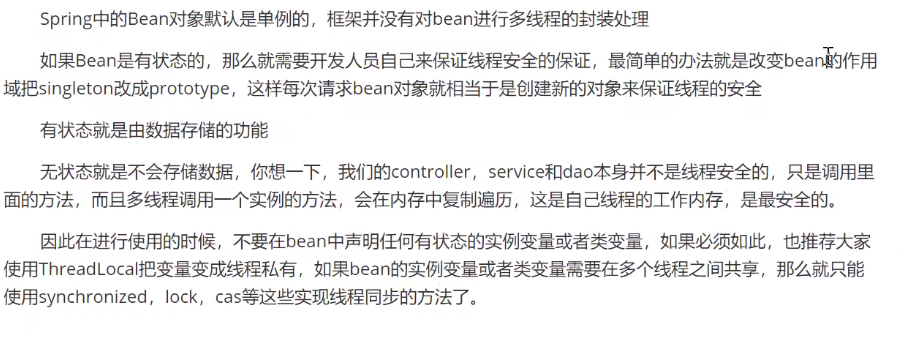 Spring中的Bean对象默认是单例的，框架并没有对bean进行多线程的封装处理
如果Bean是有状态的，那么就需要开发人员自己来保证线程安全的保证，最简单的办法就是改变bean的作用
域把singleton改成prototype，这样每次请求bean对象就相当于是创建新的对象来保证线程的安全
有状态就是由数据存储的功能
无状态就是不会存储数据，你想一下，我们的controller，service和dao本身并不是线程安全的，只是调用里
面的方法，而且多线程调用一个实例的方法，会在内存中复制遍历，这是自己线程的工作内存，是最安全的。
因此在进行使用的时候，不要在bean中声明任何有状态的实例变量或者类变量，如果必须如此，也推荐大家
使用ThreadLocal把变量变成线程私有，如果bean的实例变量或者类变量需要在多个线程之间共享，那么就只能
使用synchronized，lock，cas等这些实现线程同步的方法了。